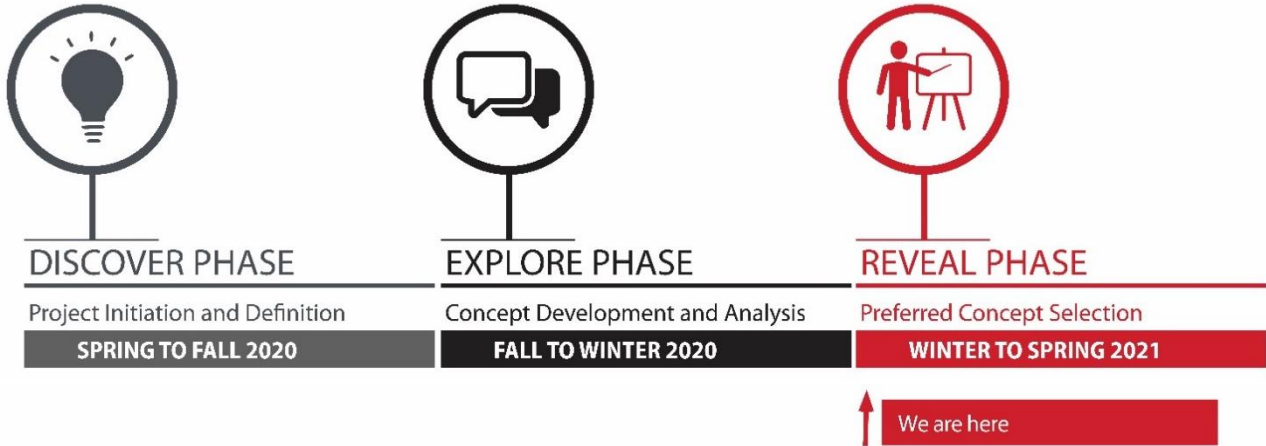 DISCOVER PHASE
Project Initiation and Definition
SPRING TO FALL 2020
EXPLORE PHASE
Concept Development and Analysis
FALL TO WINTER 2020
REVEAL PHASE
Preferred Concept Selection
WINTER TO SPRING 2021
We are here